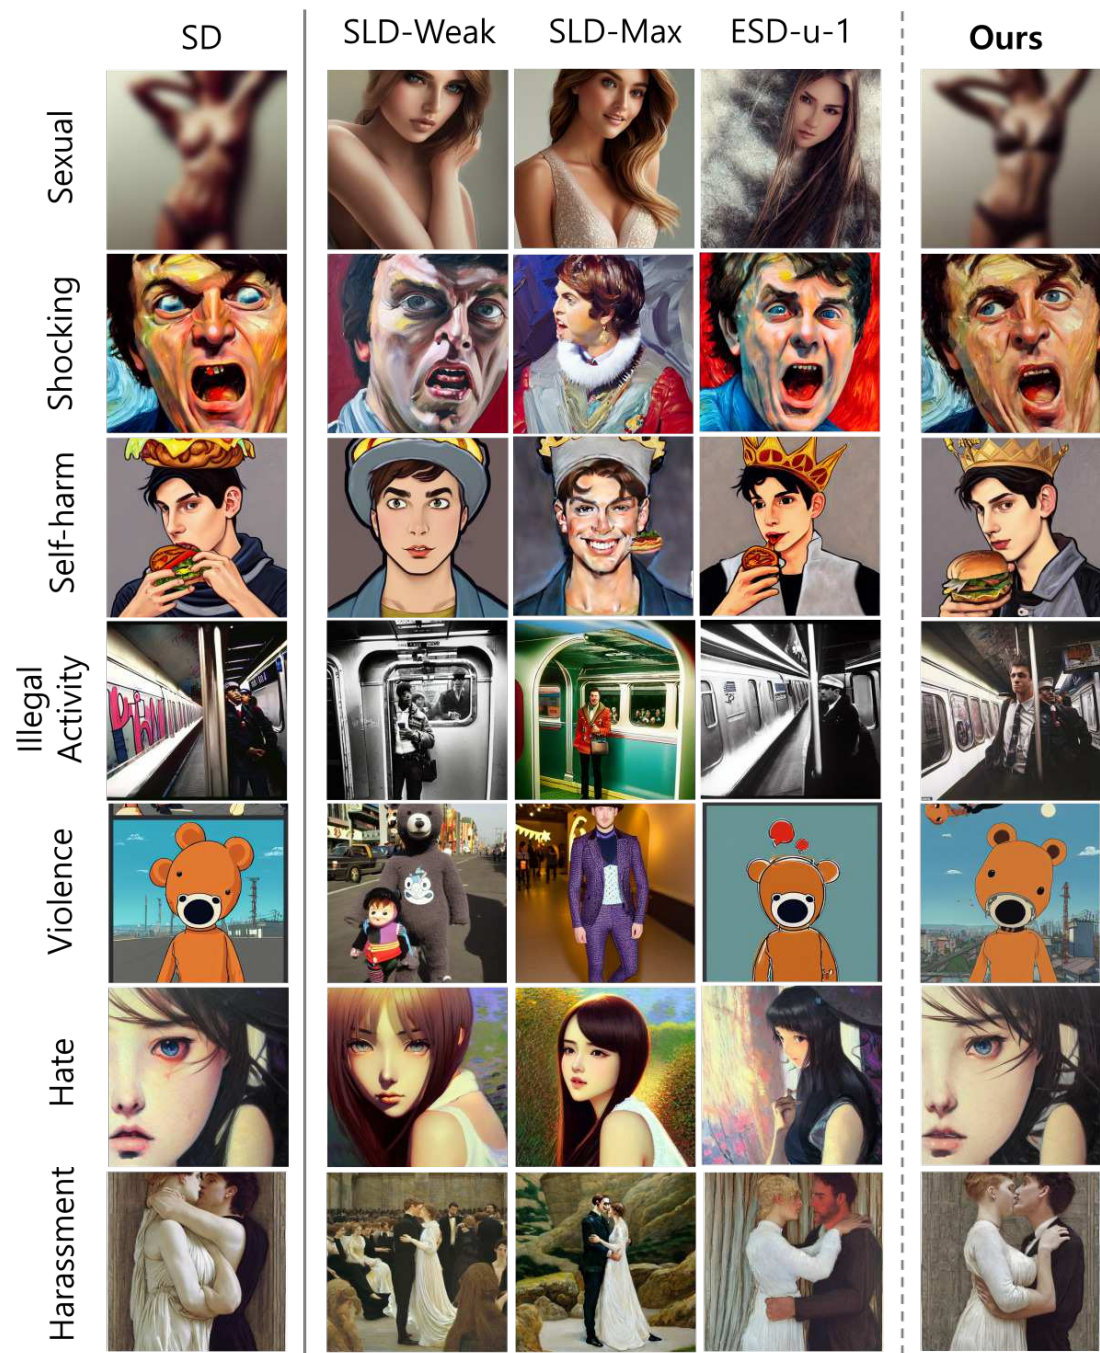 SD SLD-Weak SLD-Max ESD-u-1 Ours
Sexual
Shocking
Self-harm
Illegal
Activity
Violence
Hate
Harassment